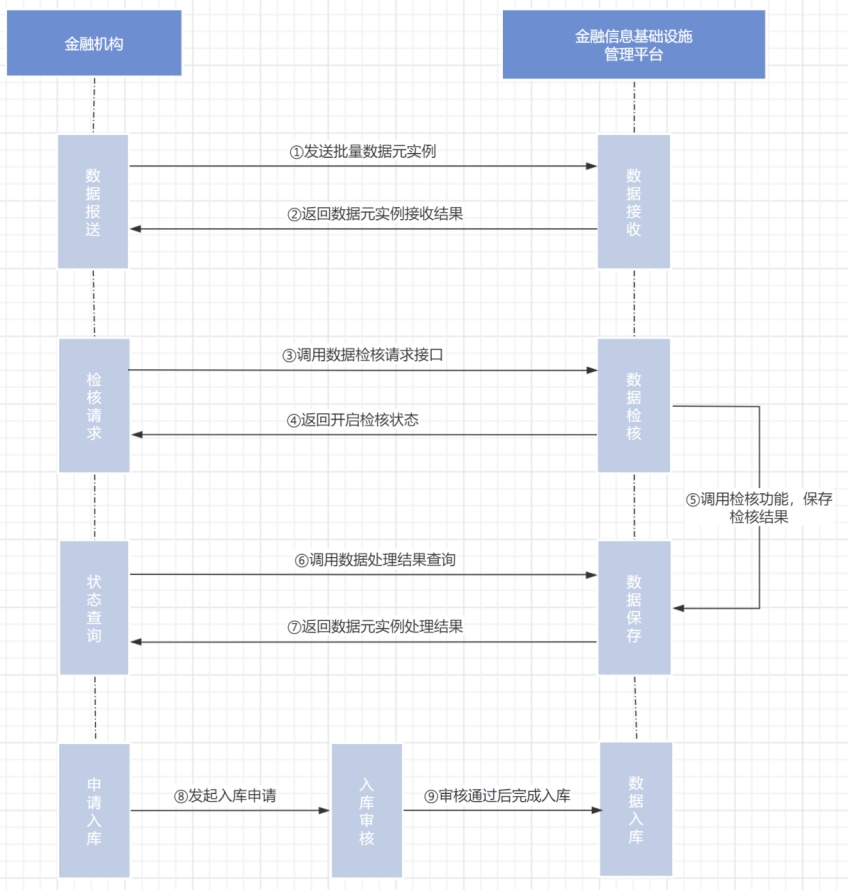 金融机构
金融信息基础设施
管理平台
①发送批量数据元实例
数据报送
数据接收
②返回数据元实例接收结果
③调用数据检核请求接口
检核请求
数据检核
④返回开启检核状态
⑤调用检核功能，保存
检核结果
⑥调用数据处理结果查询
状态查询
数据保存
⑦返回数据元实例处理结果
申请入库
⑧发起入库申请
入库审核
⑨审核通过后完成入库
数据入库